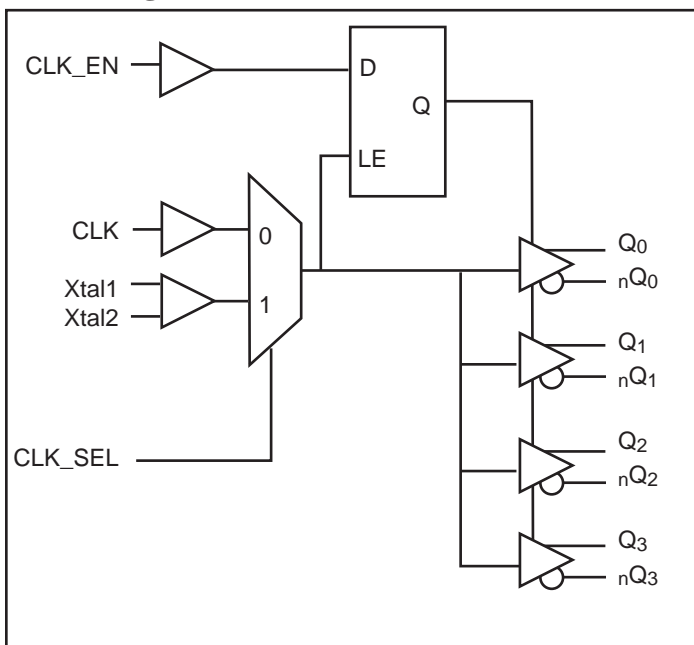 CLK_EN
D
Q
LE
CLK
0
Xtal1
1
Xtal2
CLK_SEL
Q0
nQ0
Q1
nQ1
Q2
nQ2
Q3
nQ3